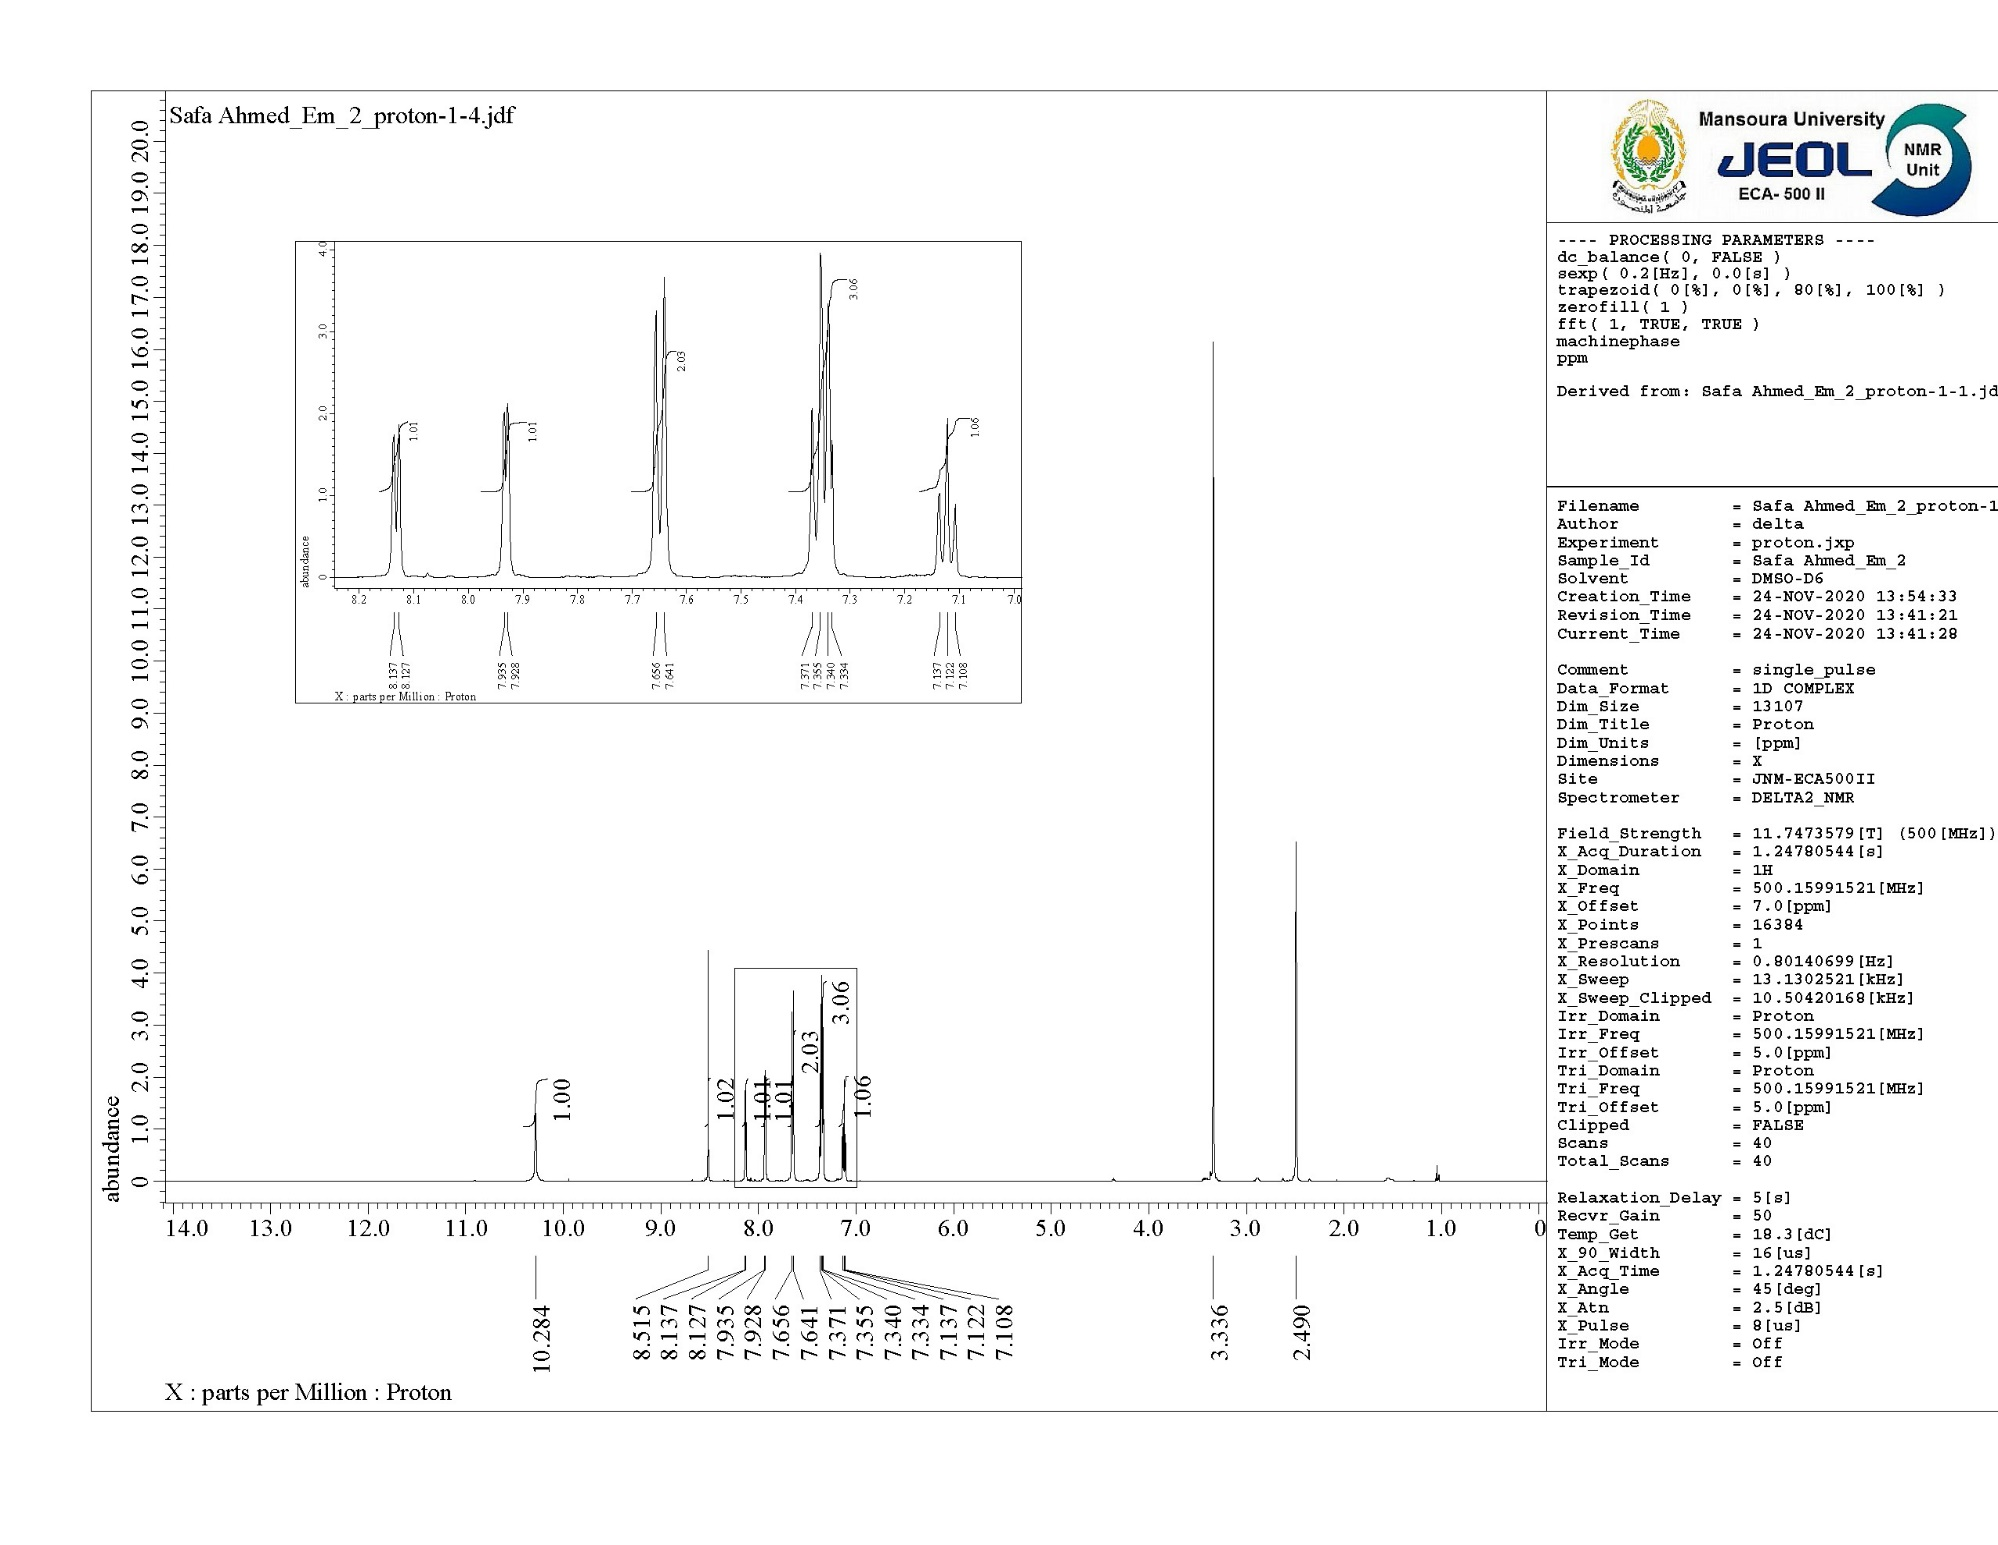 Safa Ahmed_Em_2_proton-1-4.jdf
Mansoura University
JEOL
ECA- 500 II
NMR
Unit
---- PROCESSING PARAMETERS ----
dc_balance( 0, FALSE )
sexp( 0.2[Hz], 0.0[s] )
trapezoid( 0[%], 0[%], 80[%], 100[%] )
zerofill( 1 )
fft( 1, TRUE, TRUE )
machinephase
ppm
Derived from: Safa Ahmed_Em_2_proton-1-1.jd
Filename = Safa Ahmed_Em_2_proton-1
Author = delta
Experiment = proton.jxp
Sample_Id = Safa Ahmed_Em_2
Solvent = DMSO-D6
Creation_Time = 24-NOV-2020 13:54:33
Revision_Time = 24-NOV-2020 13:41:21
Current_Time = 24-NOV-2020 13:41:28
Comment = single_pulse
Data_Format = 1D COMPLEX
Dim_Size = 13107
Dim_Title = Proton
Dim_Units = [ppm]
Dimensions = X
Site = JNM-ECA500II
Spectrometer = DELTA2_NMR
Field_Strength = 11.7473579[T] (500[MHz])
X_Acq_Duration = 1.24780544[s]
X_Domain = 1H
X_Freq = 500.15991521[MHz]
X_Offset = 7.0[ppm]
X_Points = 16384
X_Prescans = 1
X_Resolution = 0.80140699[Hz]
X_Sweep = 13.1302521[kHz]
X_Sweep_Clipped = 10.50420168[kHz]
Irr_Domain = Proton
Irr_Freq = 500.15991521[MHz]
Irr_Offset = 5.0[ppm]
Tri_Domain = Proton
Tri_Freq = 500.15991521[MHz]
Tri_Offset = 5.0[ppm]
Clipped = FALSE
Scans = 40
Total_Scans = 40
Relaxation_Delay = 5[s]
Recvr_Gain = 50
Temp_Get = 18.3[dC]
X_90_Width = 16[us]
X_Acq_Time = 1.24780544[s]
X_Angle = 45[deg]
X_Atn = 2.5[dB]
X_Pulse = 8[us]
Irr_Mode = Off
Tri_Mode = Off
20.0
19.0
18.0
17.0
16.0
15.0
14.0
13.0
12.0
11.0
10.0
9.0
8.0
7.0
6.0
5.0
4.0
3.0
2.0
1.0
0
abundance
4.0
3.0
2.0
1.0
0
abundance
1.01
1.01
2.03
3.06
1.06
8.2 8.1 8.0 7.9 7.8 7.7 7.6 7.5 7.4 7.3 7.2 7.1 7.0
8.137 8.127 7.935 7.928 7.656 7.641 7.371 7.355 7.340 7.334 7.137 7.122 7.108
X : parts per Million : Proton
1.00
1.02
1.01
1.01
2.03
3.06
1.06
14.0 13.0 12.0 11.0 10.0 9.0 8.0 7.0 6.0 5.0 4.0 3.0 2.0 1.0 0
10.284 8.515 8.137 8.127 7.935 7.928 7.656 7.641 7.371 7.355 7.340 7.334 7.137 7.122 7.108 3.336 2.490
X : parts per Million : Proton